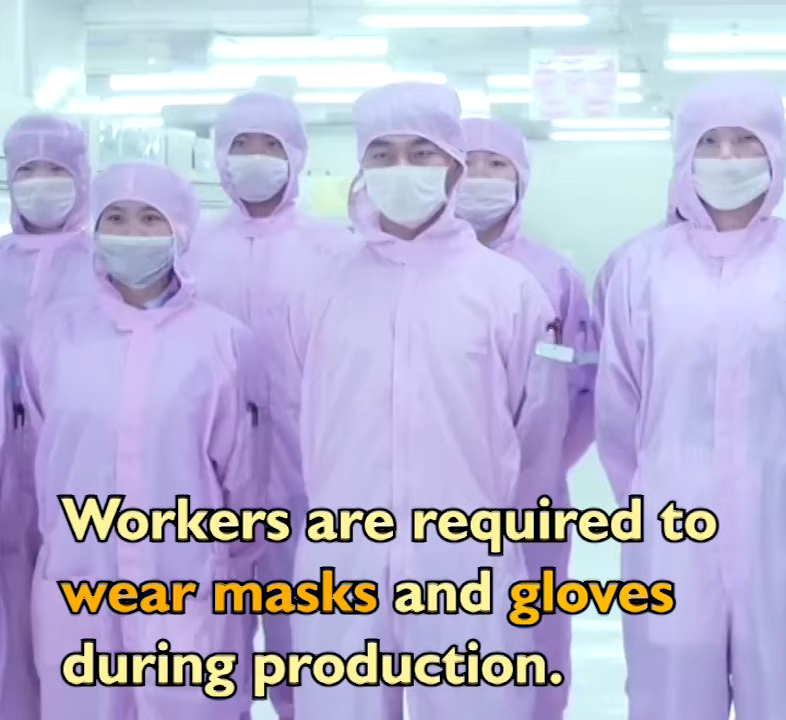 Workers are required to
wear masks and gloves
during production.